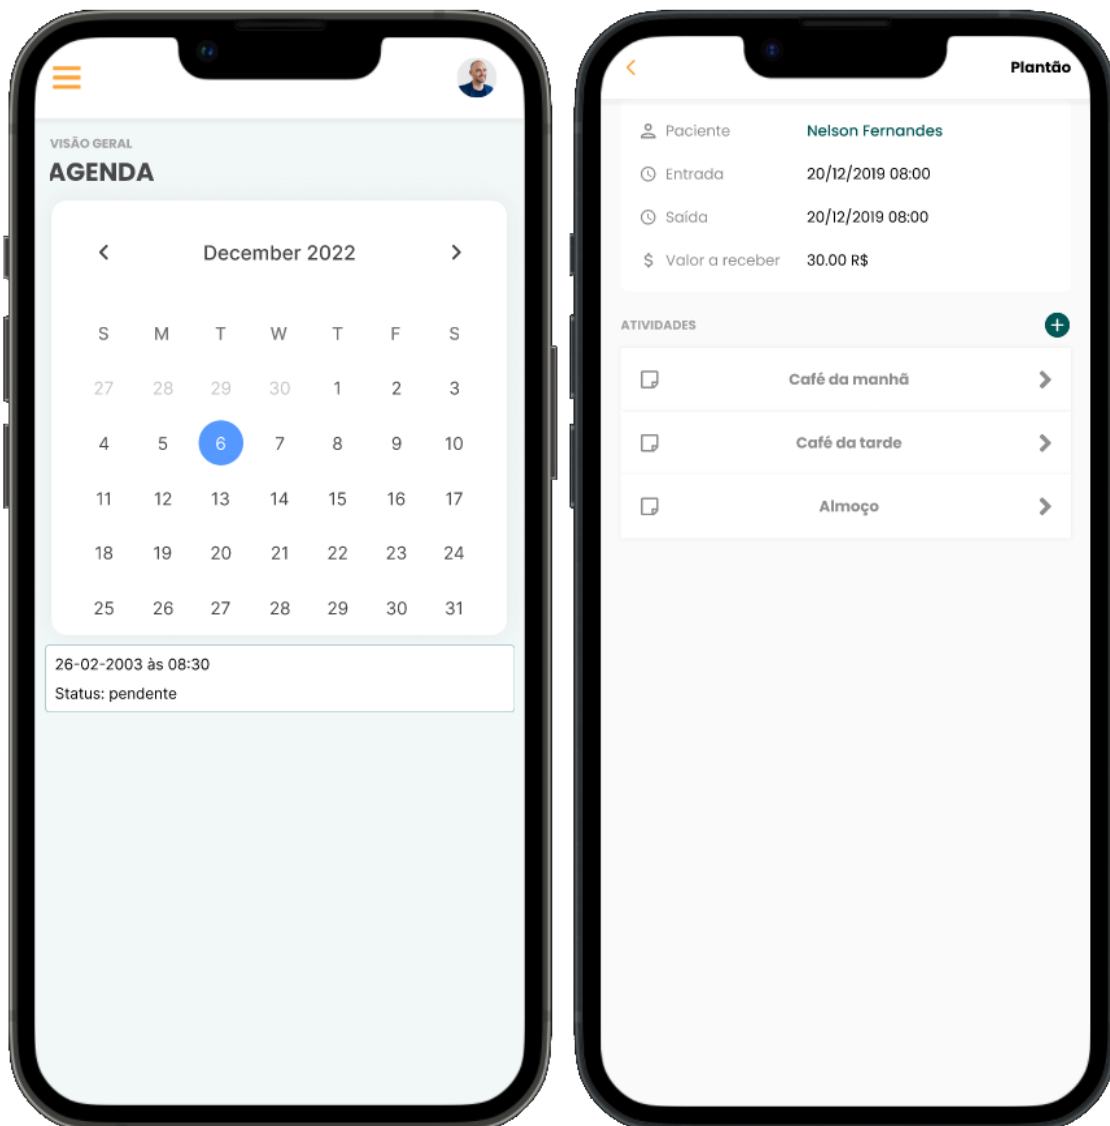 VISÃO GERAL
AGENDA
December 2022
S M T W T F S
27 28 29 30 1 2 3
4 5 6 7 8 9 10
11 12 13 14 15 16 17
18 19 20 21 22 23 24
25 26 27 28 29 30 31
26-02-2003 às 08:30
Status: pendente
Plantão
Paciente Nelson Fernandes
Entrada 20/12/2019 08:00
Saída 20/12/2019 08:00
$ Valor a receber 30.00 R$
ATIVIDADES
Café da manhã
Café da tarde
Almoço